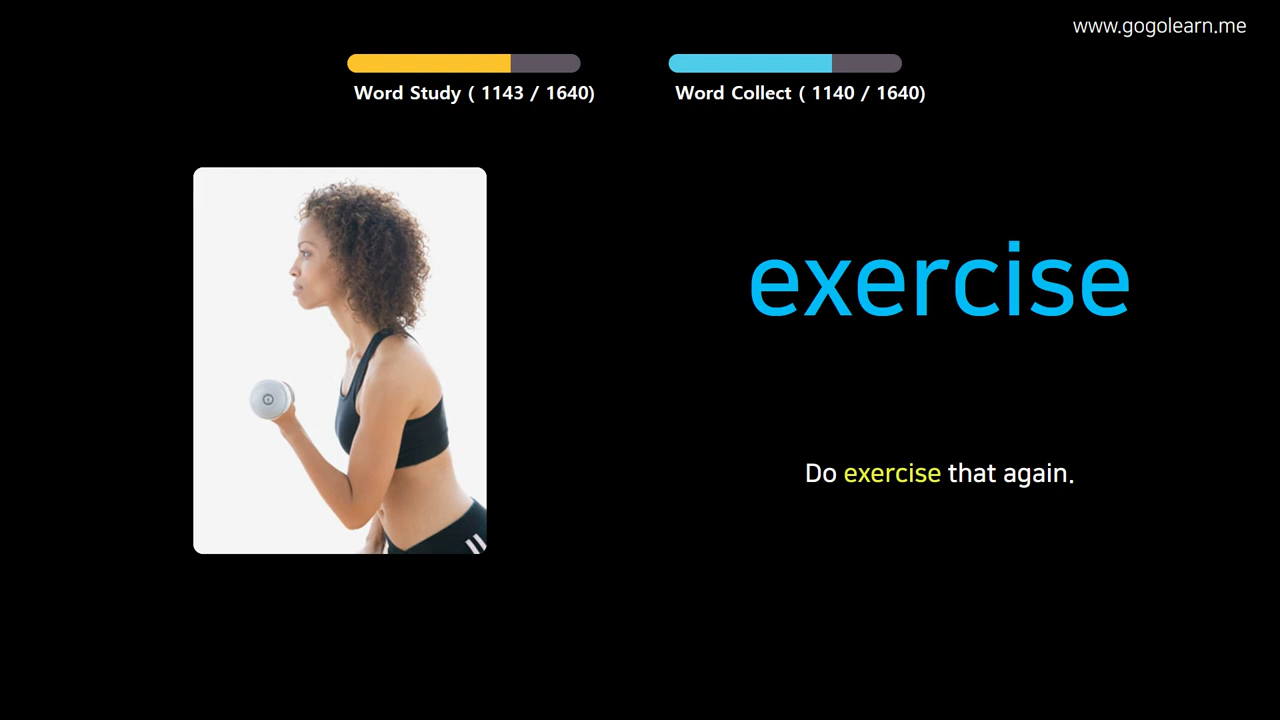 www.gogolearn.me
Word Study ( 1143 / 1640)
Word Collect ( 1140 / 1640)
exercise
Do exercise that again.